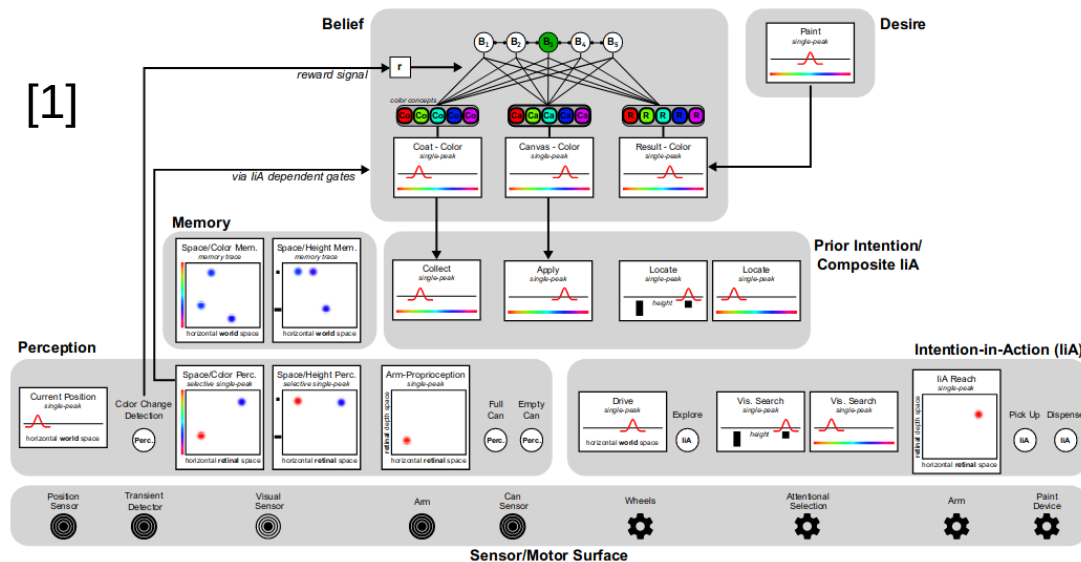 [1]
Belief
Desire
B1
B2
B3
B4
B5
Paint
single-peak
r
reward signal
color concepts
Co Co Co Co Co
Ca Ca Ca Ca Ca
R R R R R
Coat - Color
single-peak
Canvas - Color
single-peak
Result - Color
single-peak
via IiA dependent gates
Memory
Space/Color Mem.
memory trace
horizontal world space
Space/Height Mem.
memory trace
horizontal world space
Prior Intention/
Composite IiA
Collect
single-peak
Apply
single-peak
Locate
single-peak
height
Locate
single-peak
Perception
Current Position
single-peak
horizontal world space
Color Change
Detection
Perc.
Space/Color Perc.
selective single-peak
horizontal retinal space
Space/Height Perc.
selective single-peak
horizontal retinal space
Arm-Proprioception
single-peak
retinal depth space
horizontal retinal space
Full
Can
Perc.
Empty
Can
Perc.
Intention-in-Action (IiA)
Drive
single-peak
horizontal world space
Explore
IiA
Vis. Search
single-peak
height
Vis. Search
single-peak
IiA Reach
single-peak
retinal depth space
horizontal retinal space
Pick Up
IiA
Dispense
IiA
Position
Sensor
Transient
Detector
Visual
Sensor
Arm
Can
Sensor
Wheels
Attentional
Selection
Arm
Paint
Device
Sensor/Motor Surface